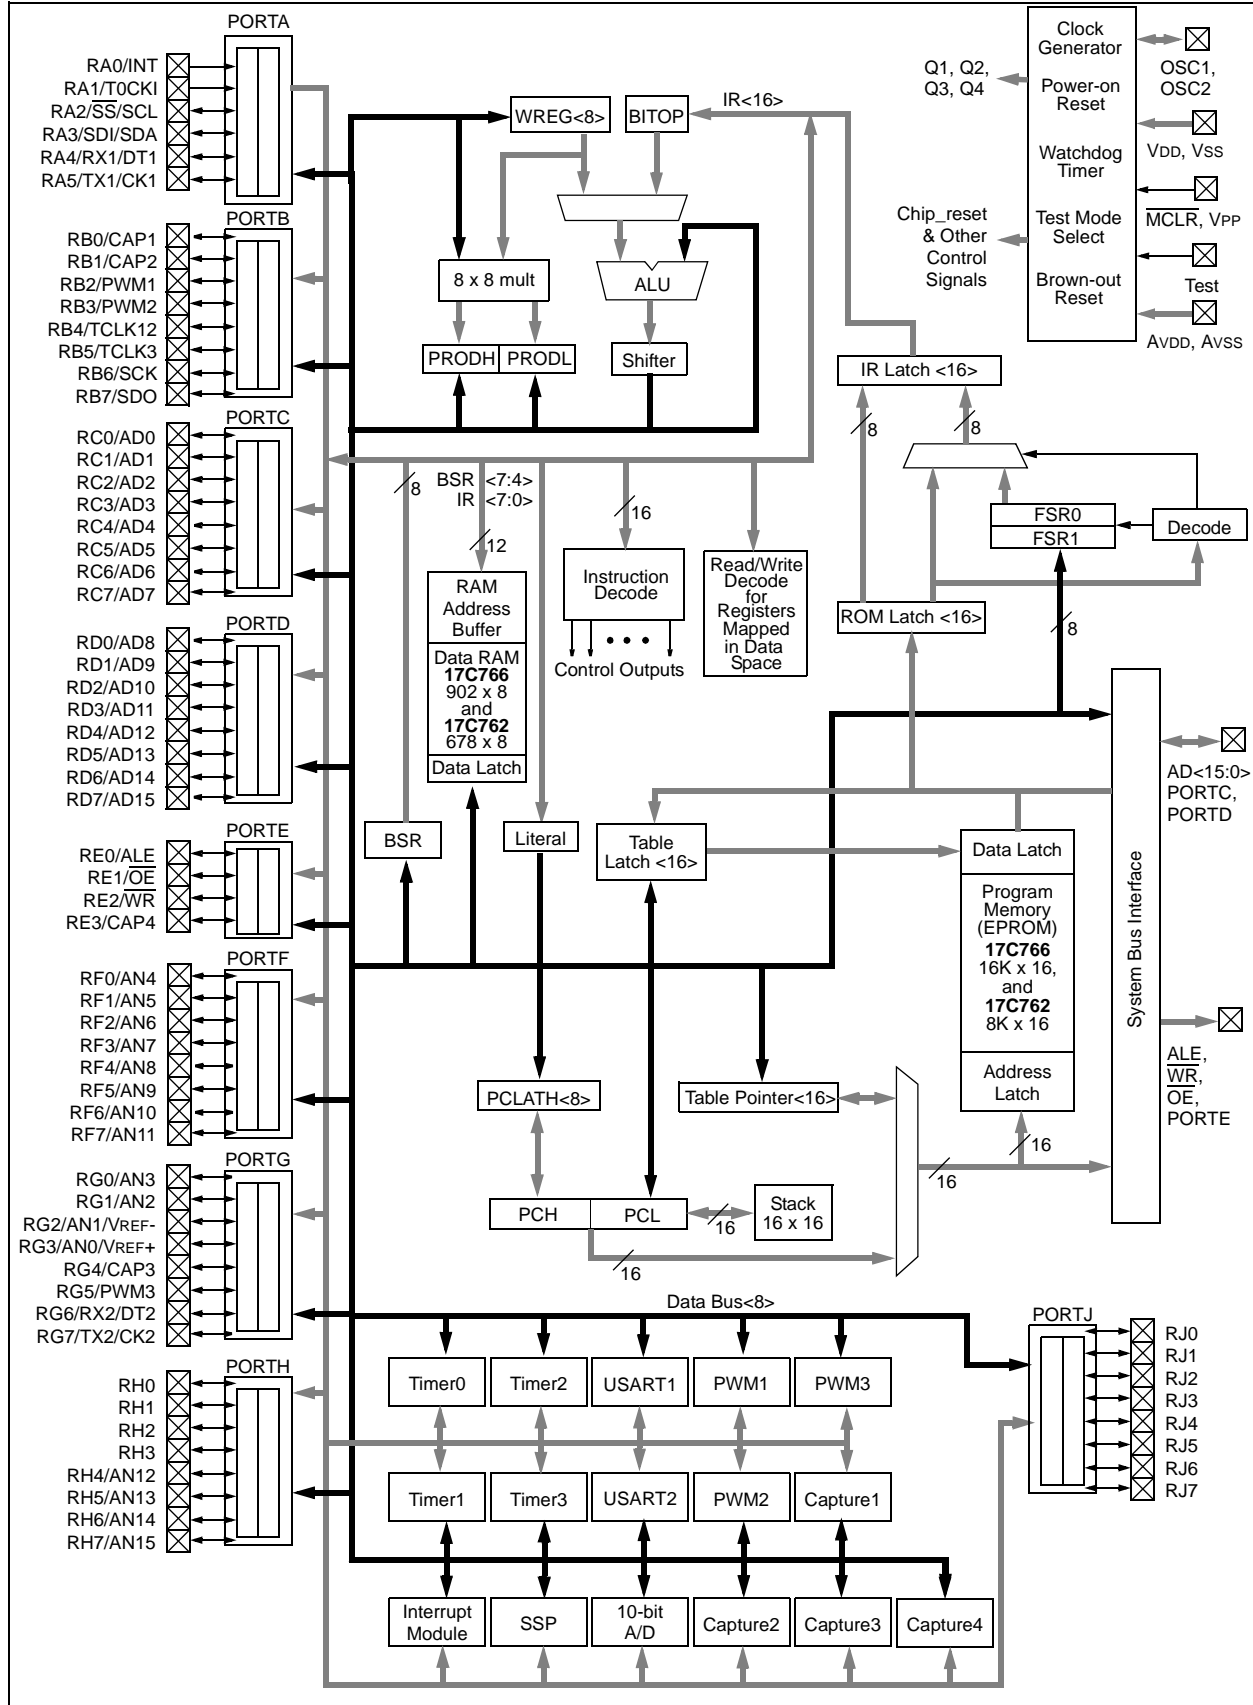 PORTA
RA0/INT
RA1/T0CKI
RA2/SS/SCL
RA3/SDI/SDA
RA4/RX1/DT1
RA5/TX1/CK1
PORTB
RB0/CAP1
RB1/CAP2
RB2/PWM1
RB3/PWM2
RB4/TCLK12
RB5/TCLK3
RB6/SCK
RB7/SDO
PORTC
RC0/AD0
RC1/AD1
RC2/AD2
RC3/AD3
RC4/AD4
RC5/AD5
RC6/AD6
RC7/AD7
PORTD
RD0/AD8
RD1/AD9
RD2/AD10
RD3/AD11
RD4/AD12
RD5/AD13
RD6/AD14
RD7/AD15
PORTE
RE0/ALE
RE1/OE
RE2/WR
RE3/CAP4
PORTF
RF0/AN4
RF1/AN5
RF2/AN6
RF3/AN7
RF4/AN8
RF5/AN9
RF6/AN10
RF7/AN11
PORTG
RG0/AN3
RG1/AN2
RG2/AN1/VREF-
RG3/AN0/VREF+
RG4/CAP3
RG5/PWM3
RG6/RX2/DT2
RG7/TX2/CK2
PORTH
RH0
RH1
RH2
RH3
RH4/AN12
RH5/AN13
RH6/AN14
RH7/AN15
WREG<8>
BITOP
IR<16>
8 x 8 mult
ALU
PRODH
PRODL
Shifter
Q1, Q2,
Q3, Q4
Chip_reset
& Other
Control
Signals
Clock
Generator
Power-on
Reset
Watchdog
Timer
Test Mode
Select
Brown-out
Reset
OSC1,
OSC2
VDD, VSS
MCLR, VPP
Test
AVDD, AVSS
IR Latch <16>
8
8
FSR0
FSR1
Decode
ROM Latch <16>
8
8
BSR <7:4>
IR <7:0>
12
16
RAM
Address
Buffer
Data RAM
17C766
902 x 8
and
17C762
678 x 8
Data Latch
Instruction
Decode
Control Outputs
Read/Write
Decode
for
Registers
Mapped
in Data
Space
BSR
Literal
Table
Latch <16>
Data Latch
Program
Memory
(EPROM)
17C766
16K x 16,
and
17C762
8K x 16
Address
Latch
System Bus Interface
AD<15:0>
PORTC,
PORTD
ALE,
WR,
OE,
PORTE
PCLATH<8>
Table Pointer<16>
16
16
PCH
PCL
16
Stack
16 x 16
16
Data Bus<8>
Timer0
Timer2
USART1
PWM1
PWM3
Timer1
Timer3
USART2
PWM2
Capture1
Interrupt
Module
SSP
10-bit
A/D
Capture2
Capture3
Capture4
PORTJ
RJ0
RJ1
RJ2
RJ3
RJ4
RJ5
RJ6
RJ7